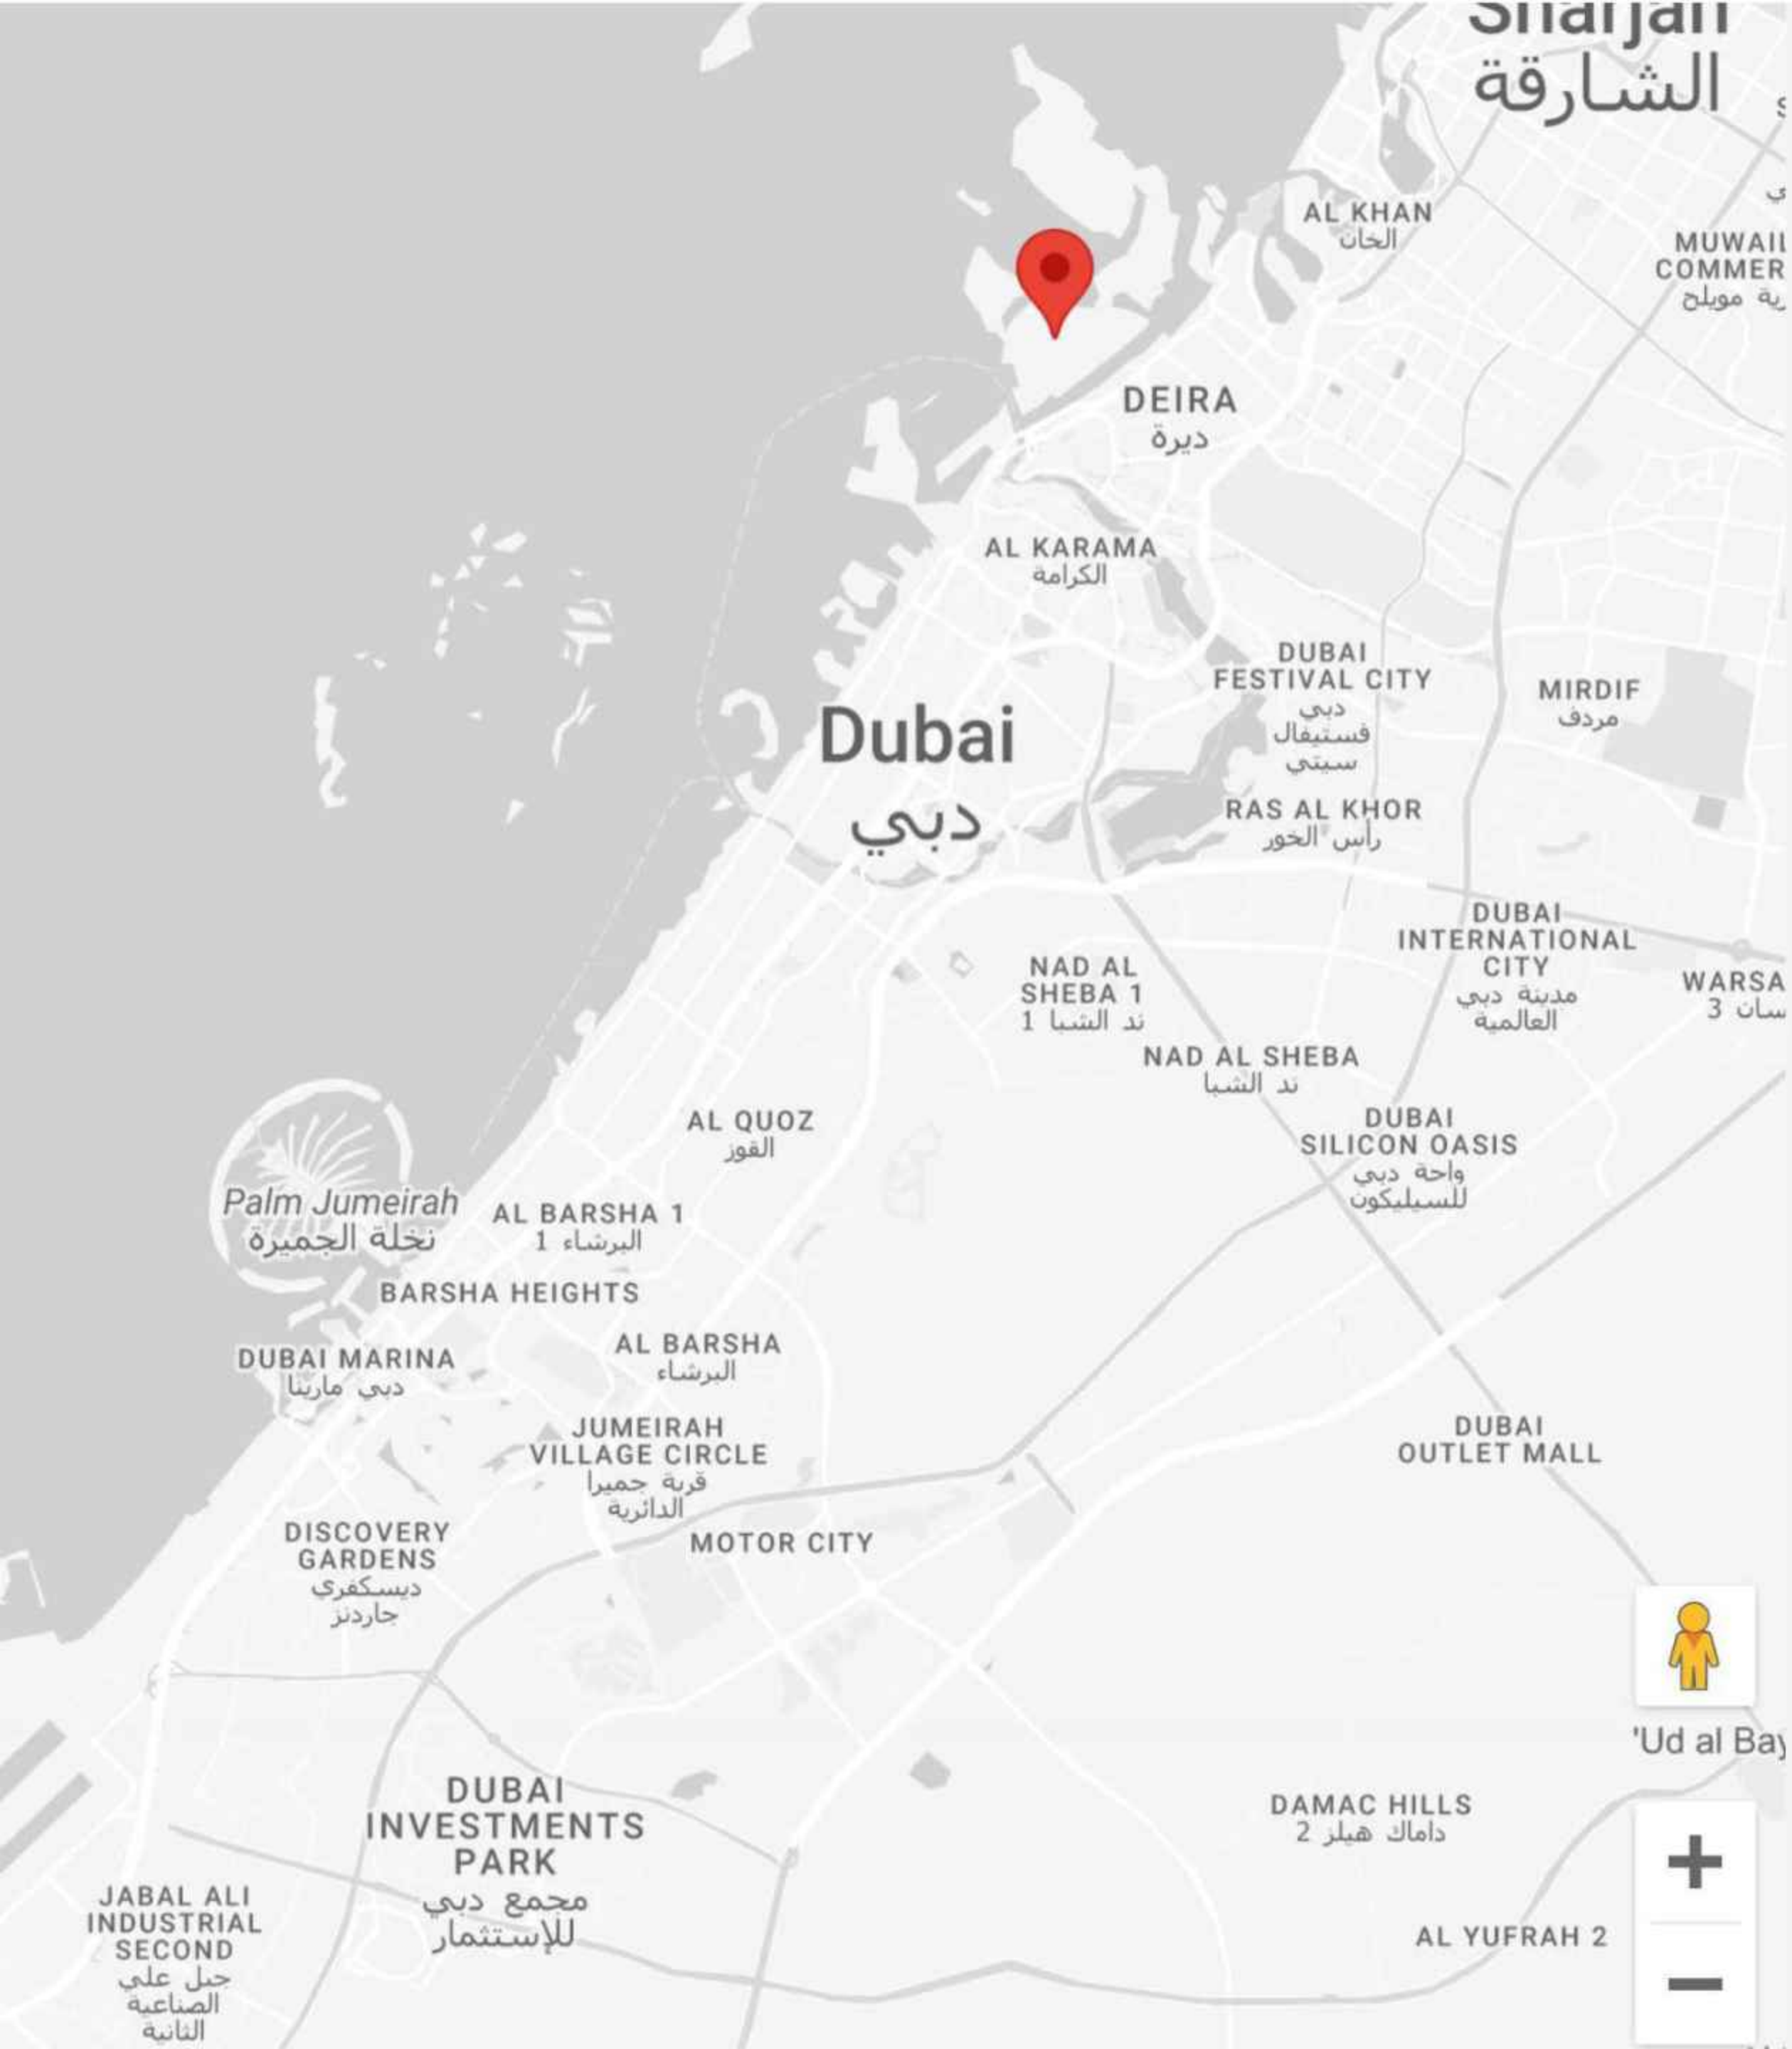 Sharjah
الشارقة
AL KHAN
الخان
MUWAIL
COMMER
ية مويلح
DEIRA
ديرة
AL KARAMA
الكرامة
DUBAI
FESTIVAL CITY
دبي
فستيفال
سيتي
MIRDIF
مردف
Dubai
دبي
RAS AL KHOR
رأس الخور
DUBAI
INTERNATIONAL
CITY
مدينة دبي
العالمية
NAD AL
SHEBA 1
ند الشبا 1
WARSA
سان 3
NAD AL SHEBA
ند الشبا
AL QUOZ
القوز
DUBAI
SILICON OASIS
واحة دبي
للسيليكون
Palm Jumeirah
نخلة الجميرة
AL BARSHA 1
البرشاء 1
BARSHA HEIGHTS
AL BARSHA
البرشاء
DUBAI MARINA
دبي مارينا
JUMEIRAH
VILLAGE CIRCLE
قرية جميرا
الدائرية
DUBAI
OUTLET MALL
DISCOVERY
GARDENS
ديسكفري
جاردنز
MOTOR CITY
'Ud al Bay
DUBAI
INVESTMENTS
PARK
مجمع دبي
للإستثمار
DAMAC HILLS
داماك هيلز 2
JABAL ALI
INDUSTRIAL
SECOND
جبل علي
الصناعية
الثانية
AL YUFRAH 2